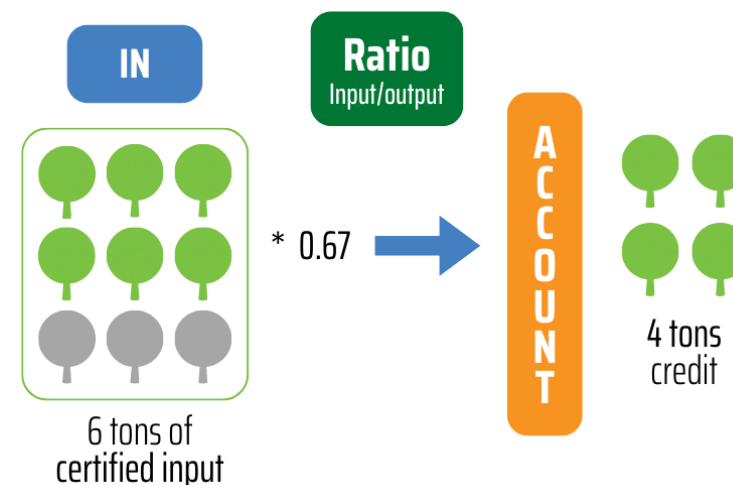 IN
Ratio
Input/output
* 0.67
ACCOUNT
4 tons
credit
6 tons of
certified input